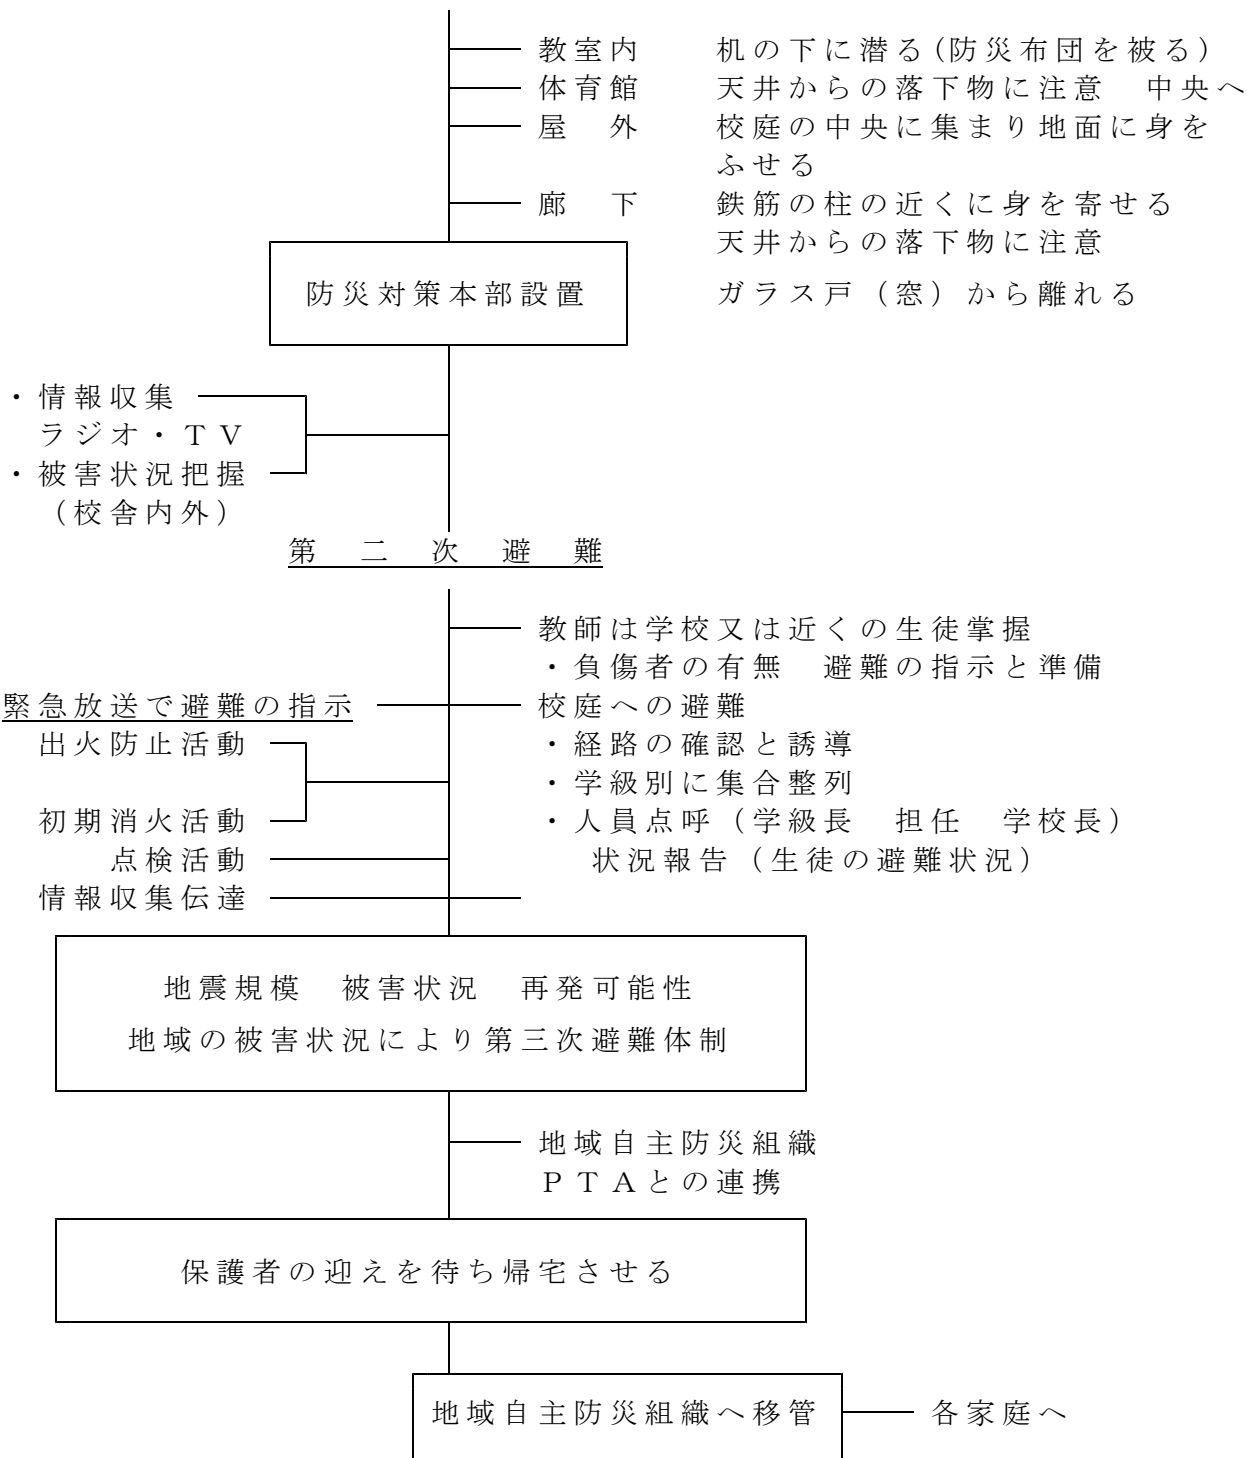 教室内　机の下に潜る(防災布団を被る)
体育館　天井からの落下物に注意　中央へ
屋　外　校庭の中央に集まり地面に身を
ふせる
廊　下　鉄筋の柱の近くに身を寄せる
天井からの落下物に注意
防災対策本部設置　ガラス戸（窓）から離れる
・情報収集
ラジオ・ＴＶ
・被害状況把握
（校舎内外）
第　二　次　避　難
教師は学校又は近くの生徒掌握
・負傷者の有無　避難の指示と準備
緊急放送で避難の指示　校庭への避難
出火防止活動　・経路の確認と誘導
・学級別に集合整列
初期消火活動　・人員点呼（学級長　担任　学校長）
点検活動　状況報告（生徒の避難状況）
情報収集伝達
地震規模　被害状況　再発可能性
地域の被害状況により第三次避難体制
地域自主防災組織
ＰＴＡとの連携
保護者の迎えを待ち帰宅させる
地域自主防災組織へ移管　各家庭へ